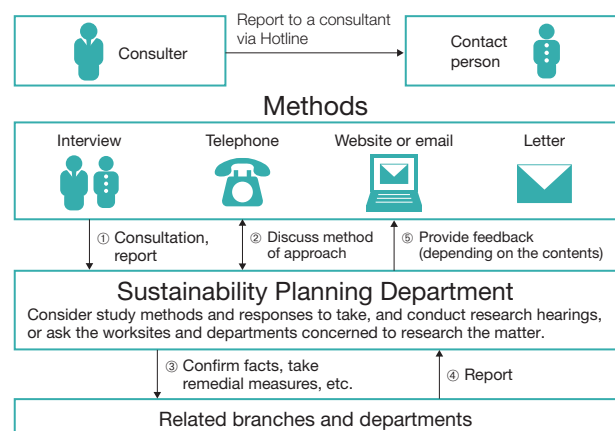 Report to a consultant
via Hotline
Consulter
Contact
person
Methods
Interview
Telephone
Website or email
Letter
① Consultation,
report
② Discuss method
of approach
⑤ Provide feedback
(depending on the contents)
Sustainability Planning Department
Consider study methods and responses to take, and conduct research hearings,
or ask the worksites and departments concerned to research the matter.
③ Confirm facts, take
remedial measures, etc.
④ Report
Related branches and departments